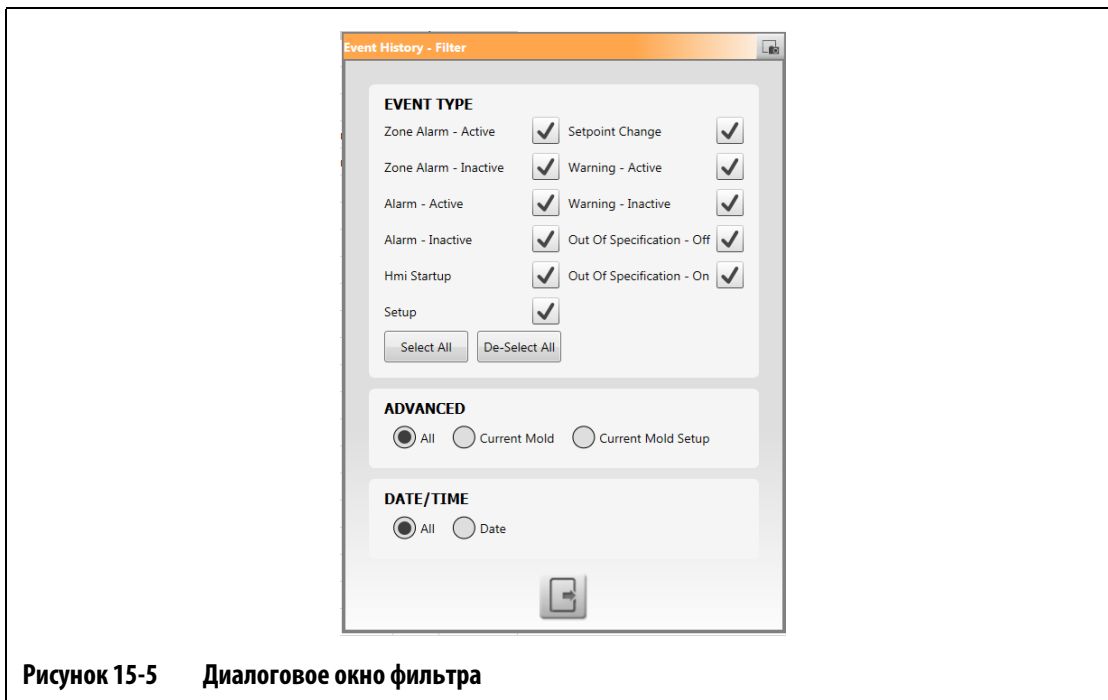 Event History - Filter
EVENT TYPE
Zone Alarm - Active
Setpoint Change
Zone Alarm - Inactive
Warning - Active
Alarm - Active
Warning - Inactive
Alarm - Inactive
Out Of Specification - Off
Hmi Startup
Out Of Specification - On
Setup
Select All
De-Select All
ADVANCED
All
Current Mold
Current Mold Setup
DATE/TIME
All
Date
Рисунок 15-5 Диалоговое окно фильтра